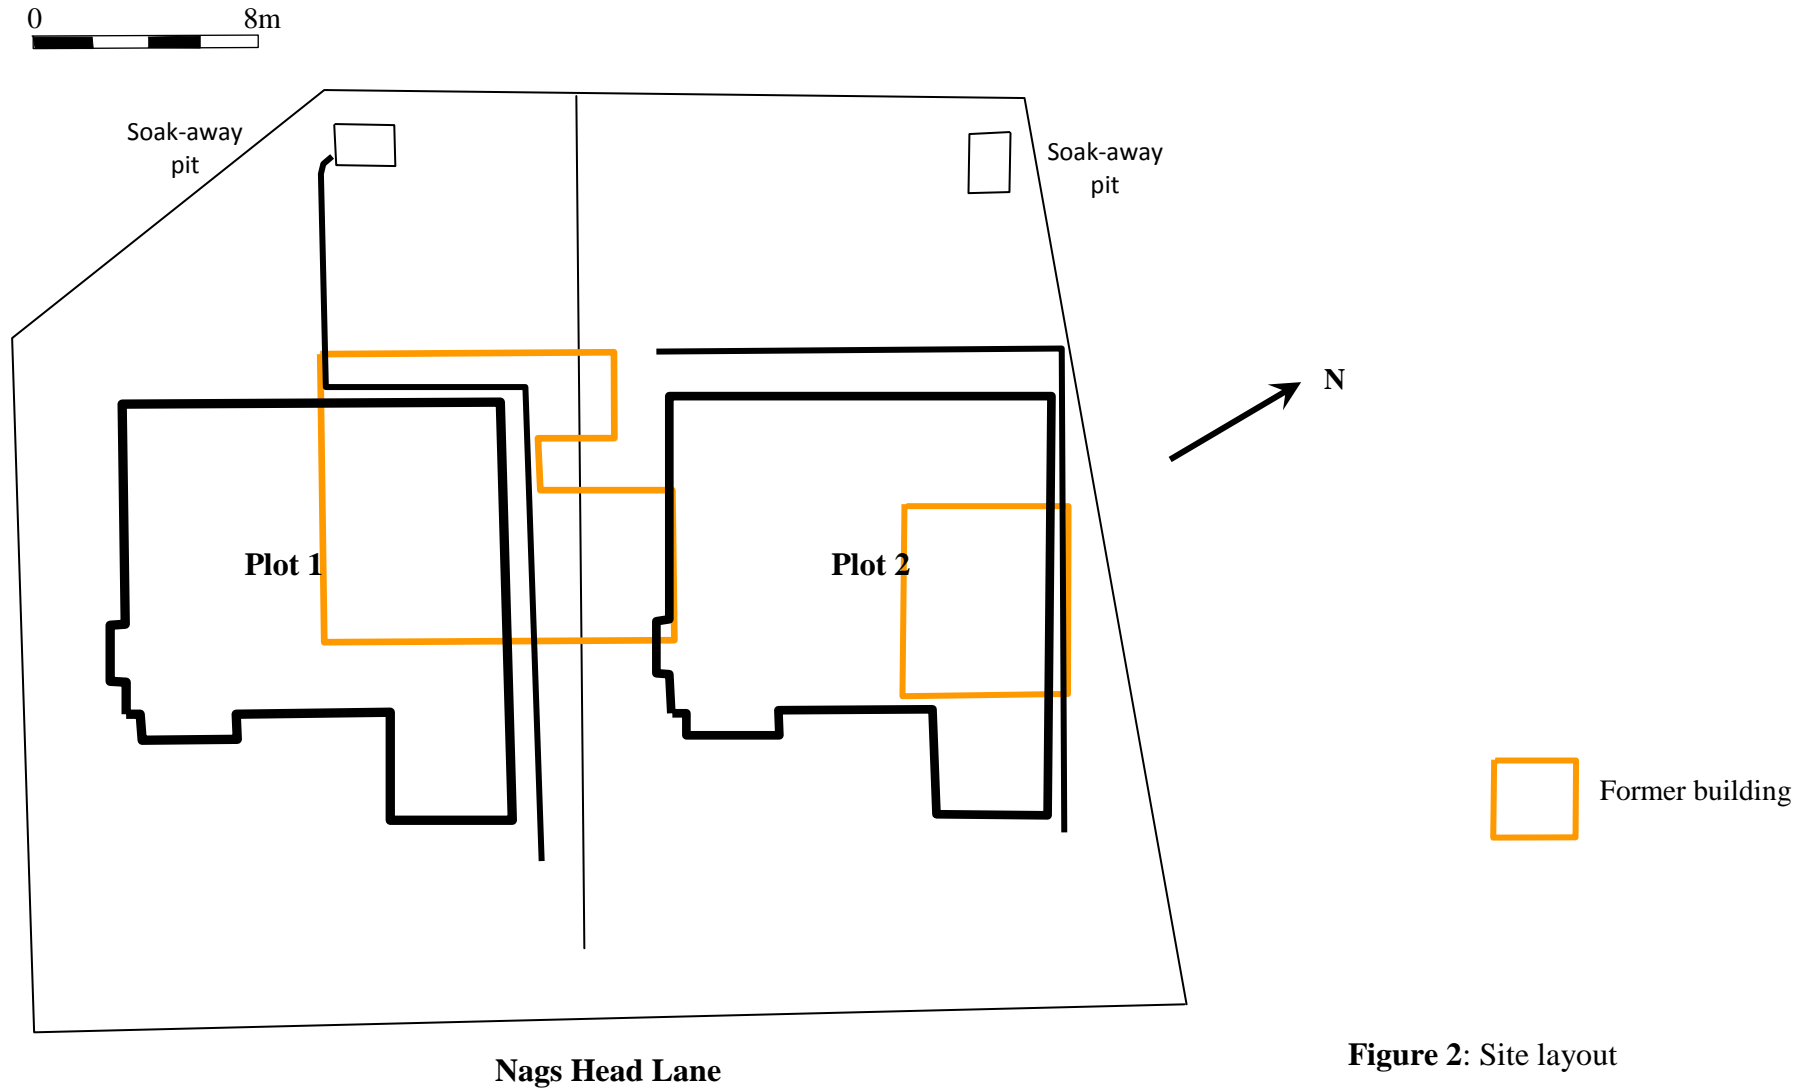 0 8m
Soak-away
pit
Soak-away
pit
N
Plot 1
Plot 2
Former building
Nags Head Lane
Figure 2: Site layout